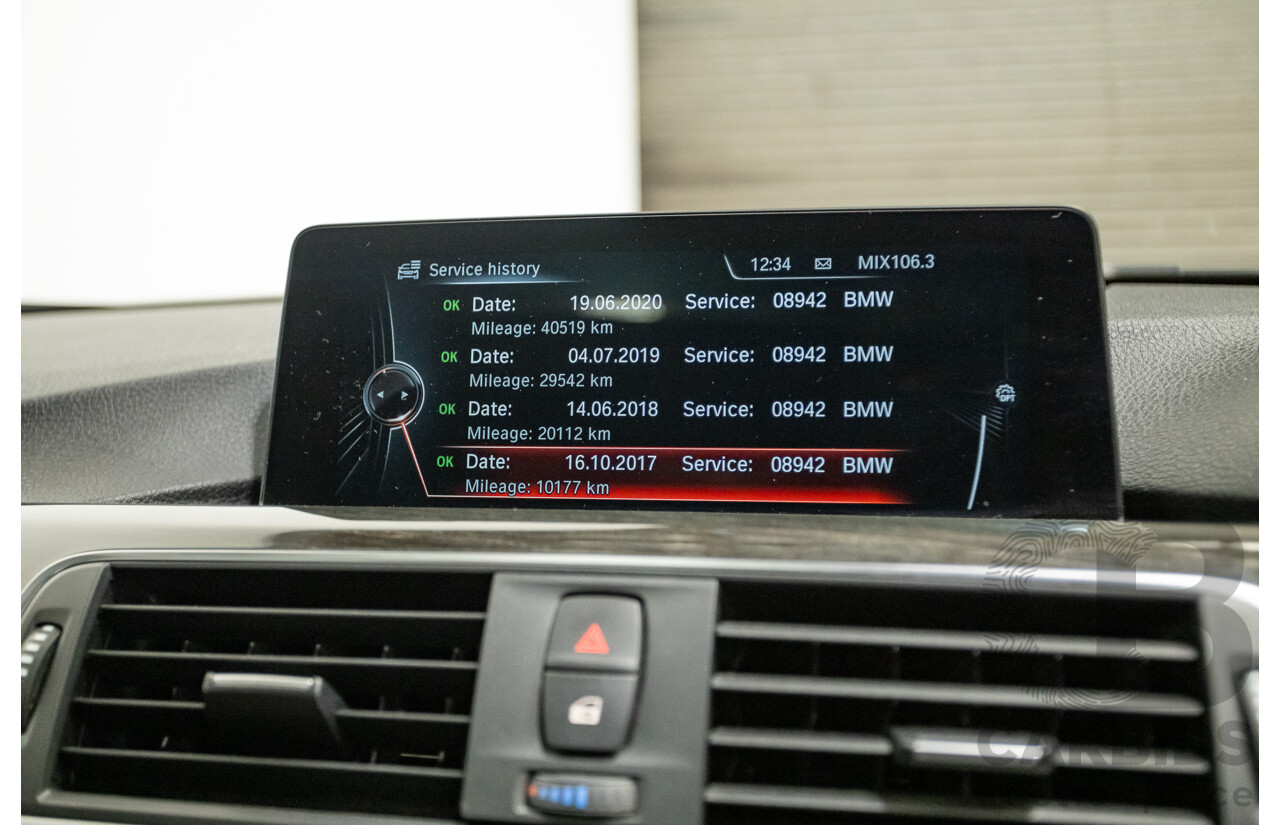 Service history 12:34 MIX106.3
OK Date: 19.06.2020 Service: 08942 BMW
Mileage: 40519 km
OK Date: 04.07.2019 Service: 08942 BMW
Mileage: 29542 km
OK Date: 14.06.2018 Service: 08942 BMW
Mileage: 20112 km
OK Date: 16.10.2017 Service: 08942 BMW
Mileage: 10177 km
OPT
CARBIDS